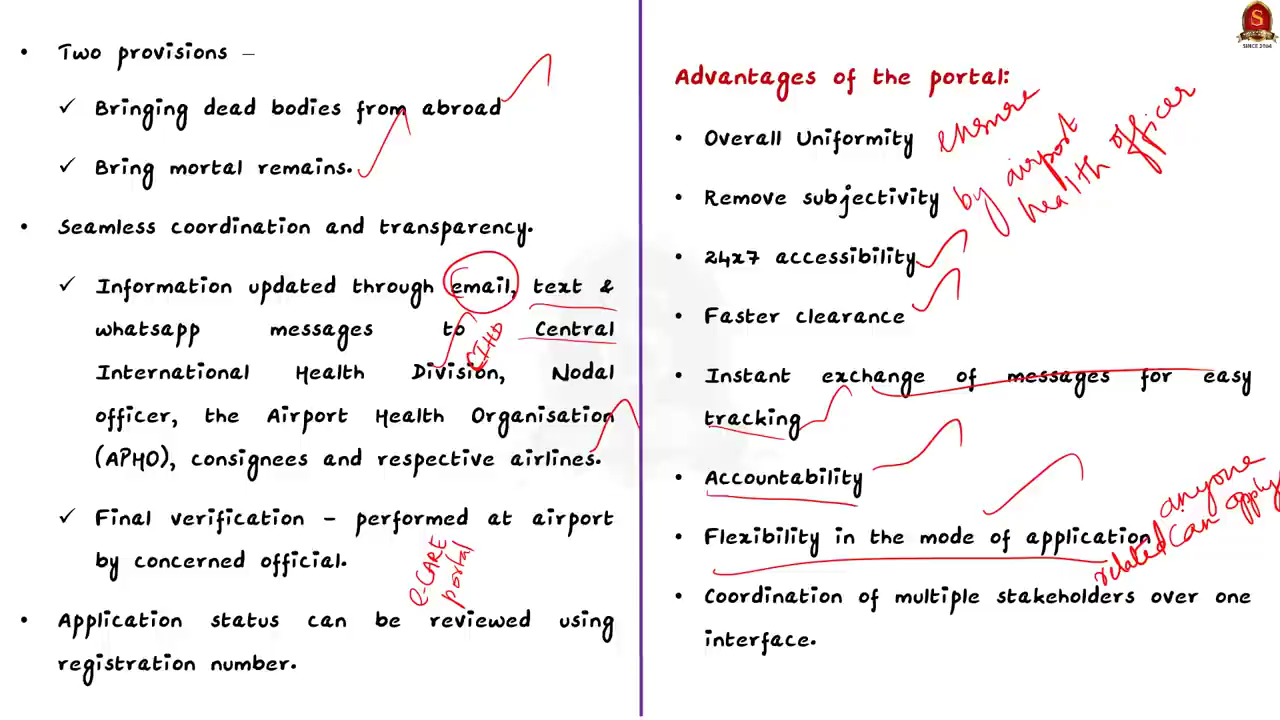 • Two provisions –
✓ Bringing dead bodies from abroad
✓ Bring mortal remains.
• Seamless coordination and transparency.
✓ Information updated through email, text &
whatsapp messages to Central
CIHD
International Health Division, Nodal
officer, the Airport Health Organisation
(APHO), consignees and respective airlines.
✓ Final verification – performed at airport
by concerned official.
e-CARE
portal
• Application status can be reviewed using
registration number.
S
SINCE 2004
Advantages of the portal:
• Overall Uniformity ensure
• Remove subjectivity by airport
health officer
• 24x7 accessibility
• Faster clearance
• Instant exchange of messages for easy
tracking
• Accountability
• Flexibility in the mode of application
anyone
related can apply
• Coordination of multiple stakeholders over one
interface.